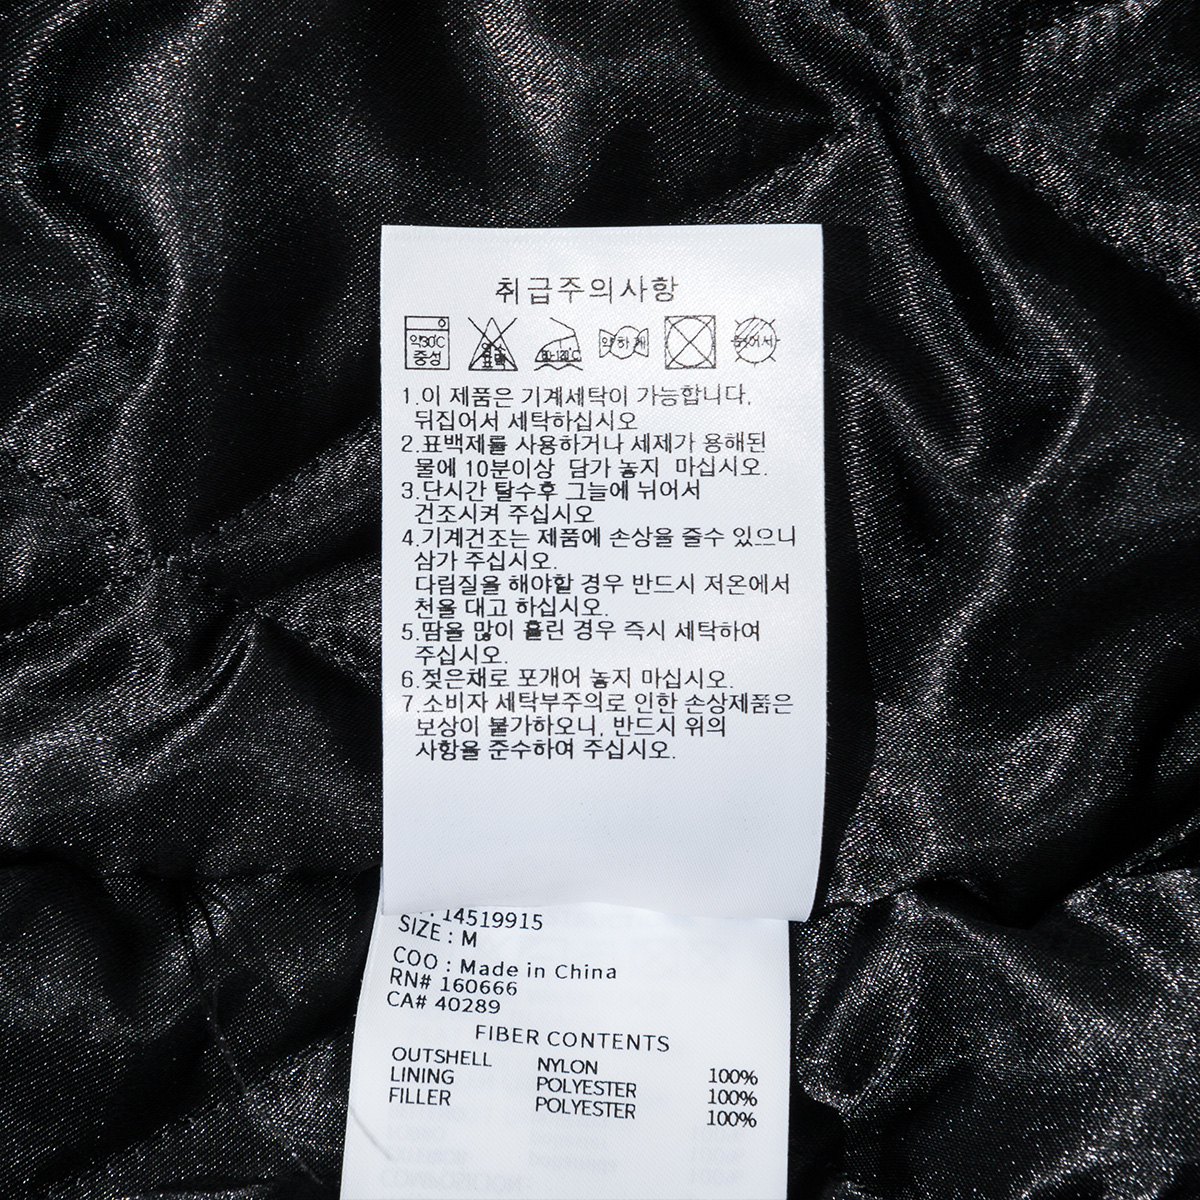 취급주의사항
약30℃
중성
염소
표백
80-120℃
약하게
뉘어서
1.이 제품은 기계세탁이 가능합니다,
뒤집어서 세탁하십시오
2.표백제를 사용하거나 세제가 용해된
물에 10분이상 담가 놓지 마십시오.
3.단시간 탈수후 그늘에 뉘어서
건조시켜 주십시오
4.기계건조는 제품에 손상을 줄수 있으니
삼가 주십시오.
다림질을 해야할 경우 반드시 저온에서
천을 대고 하십시오.
5.땀을 많이 흘린 경우 즉시 세탁하여
주십시오.
6.젖은채로 포개어 놓지 마십시오.
7.소비자 세탁부주의로 인한 손상제품은
보상이 불가하오니, 반드시 위의
사항을 준수하여 주십시오.
14519915
SIZE : M
COO : Made in China
RN# 160666
CA# 40289
FIBER CONTENTS
OUTSHELL NYLON 100%
LINING POLYESTER 100%
FILLER POLYESTER 100%